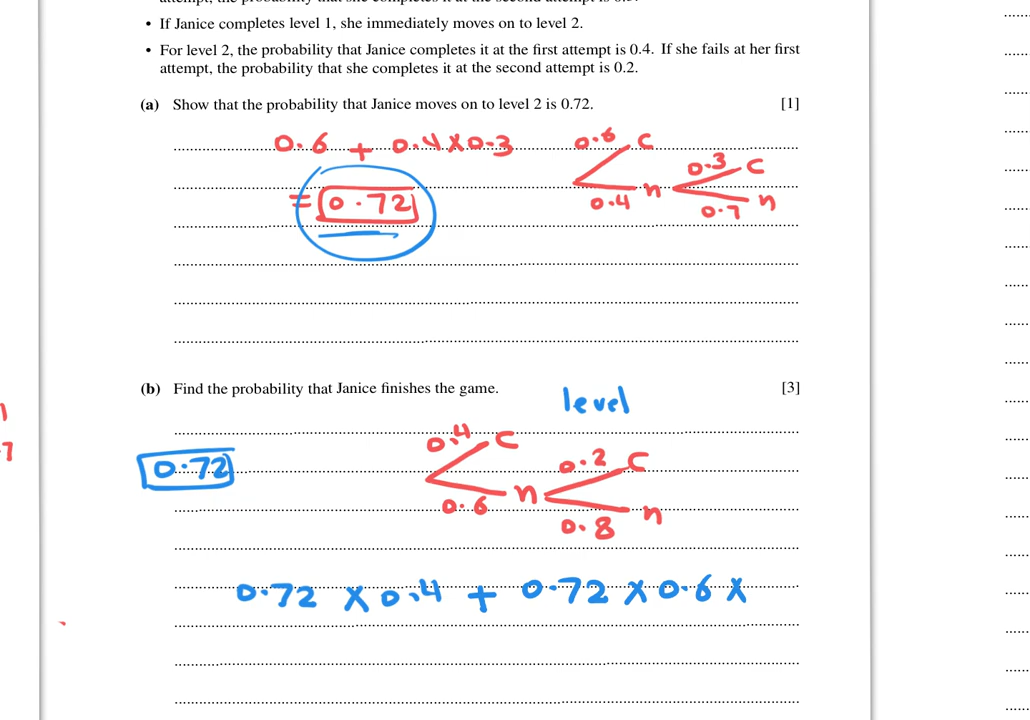 • If Janice completes level 1, she immediately moves on to level 2.
• For level 2, the probability that Janice completes it at the first attempt is 0.4. If she fails at her first
attempt, the probability that she completes it at the second attempt is 0.2.
(a) Show that the probability that Janice moves on to level 2 is 0.72. [1]
0.6 + 0.4 x 0.3
= 0.72
0.6 C
0.4 n
0.3 C
0.7 n
(b) Find the probability that Janice finishes the game. [3]
level
0.72
0.4 C
0.6 n
0.2 C
0.8 n
0.72 x 0.4 + 0.72 x 0.6 x